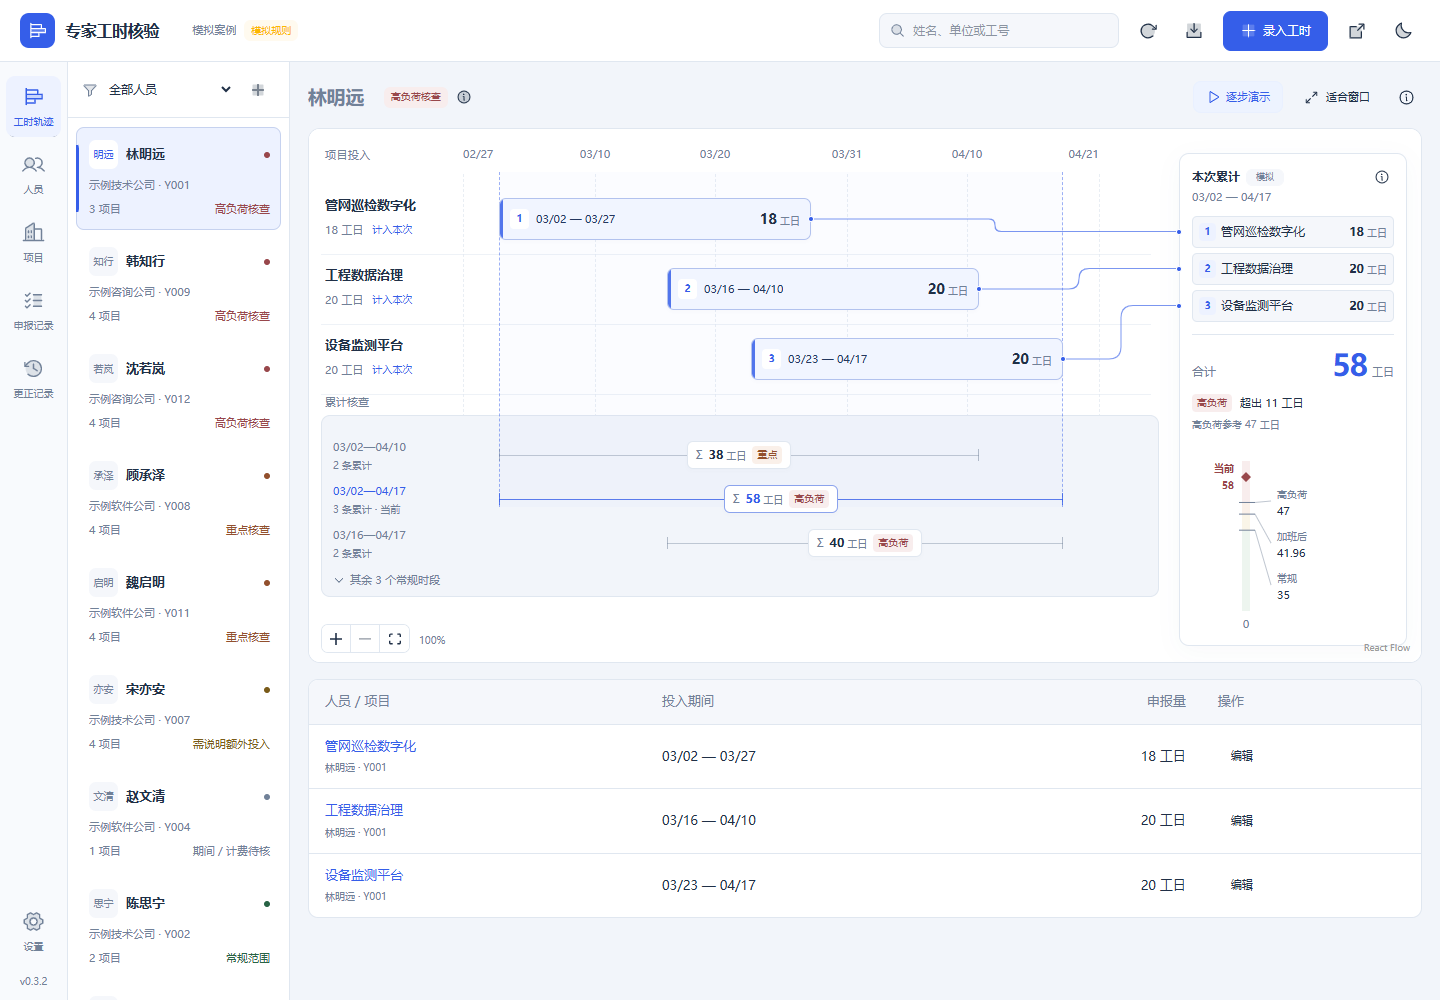 专家工时核验
模拟案例
模拟规则
姓名、单位或工号
录入工时
工时轨迹
人员
项目
申报记录
更正记录
设置
v0.3.2
全部人员
明远
林明远
示例技术公司 · Y001
3 项目
高负荷核查
知行
韩知行
示例咨询公司 · Y009
4 项目
高负荷核查
若岚
沈若岚
示例咨询公司 · Y012
4 项目
高负荷核查
承泽
顾承泽
示例软件公司 · Y008
4 项目
重点核查
启明
魏启明
示例软件公司 · Y011
4 项目
重点核查
亦安
宋亦安
示例技术公司 · Y007
4 项目
需说明额外投入
文清
赵文清
示例软件公司 · Y004
1 项目
期间 / 计费待核
思宁
陈思宁
示例技术公司 · Y002
2 项目
常规范围
林明远
高负荷核查
逐步演示
适合窗口
项目投入
02/27
03/10
03/20
03/31
04/10
04/21
管网巡检数字化
18 工日 计入本次
1 03/02 — 03/27 18 工日
工程数据治理
20 工日 计入本次
2 03/16 — 04/10 20 工日
设备监测平台
20 工日 计入本次
3 03/23 — 04/17 20 工日
累计核查
03/02—04/10
2 条累计
Σ 38 工日 重点
03/02—04/17
3 条累计 · 当前
Σ 58 工日 高负荷
03/16—04/17
2 条累计
Σ 40 工日 高负荷
其余 3 个常规时段
100%
本次累计 模拟
03/02 — 04/17
1 管网巡检数字化 18 工日
2 工程数据治理 20 工日
3 设备监测平台 20 工日
合计 58 工日
高负荷 超出 11 工日
高负荷参考 47 工日
当前
58
高负荷
47
加班后
41.96
常规
35
0
React Flow
人员 / 项目 投入期间 申报量 操作
管网巡检数字化
林明远 · Y001
03/02 — 03/27 18 工日 编辑
工程数据治理
林明远 · Y001
03/16 — 04/10 20 工日 编辑
设备监测平台
林明远 · Y001
03/23 — 04/17 20 工日 编辑